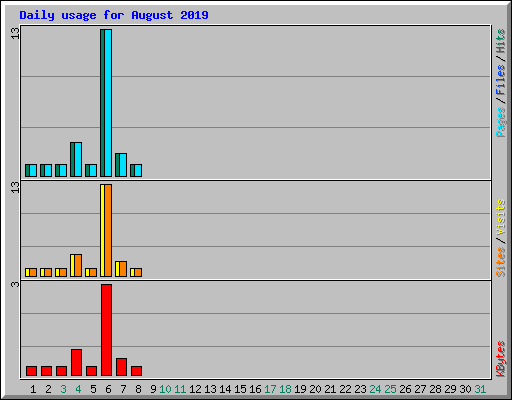 Daily usage for August 2019
13
Pages / Files / Hits
13
Sites / Visits
3
KBytes
1 2 3 4 5 6 7 8 9 10 11 12 13 14 15 16 17 18 19 20 21 22 23 24 25 26 27 28 29 30 31